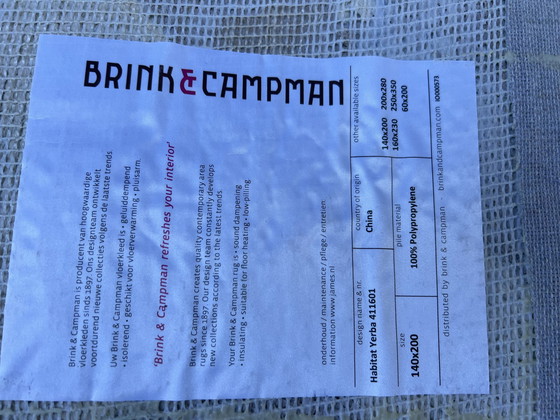 BRINK&CAMPMAN
Brink & Campman is producent van hoogwaardige
vloerkleden sinds 1897. Ons designteam ontwikkelt
voortdurend nieuwe collecties volgens de laatste trends
Uw Brink & Campman vloerkleed is • geluiddempend
• isolerend • geschikt voor vloerverwarming • pluisarm
'Brink & Campman refreshes your interior'
Brink & Campman creates quality contemporary area
rugs since 1897. Our design team constantly develops
new collections according to the latest trends.
Your Brink & Campman rug is • sound dampening
• insulating • suitable for floor heating • low-pilling
onderhoud / maintenance / pflege / entretien
information www.james.nl
design name & nr.
Habitat Yerba 411601
country of origin
China
other available sizes
140x200 200x280
160x230 250x350
60x200
size
140x200
pile material
100% Polypropylene
distributed by brink & campman brinkandcampman.com IO000573